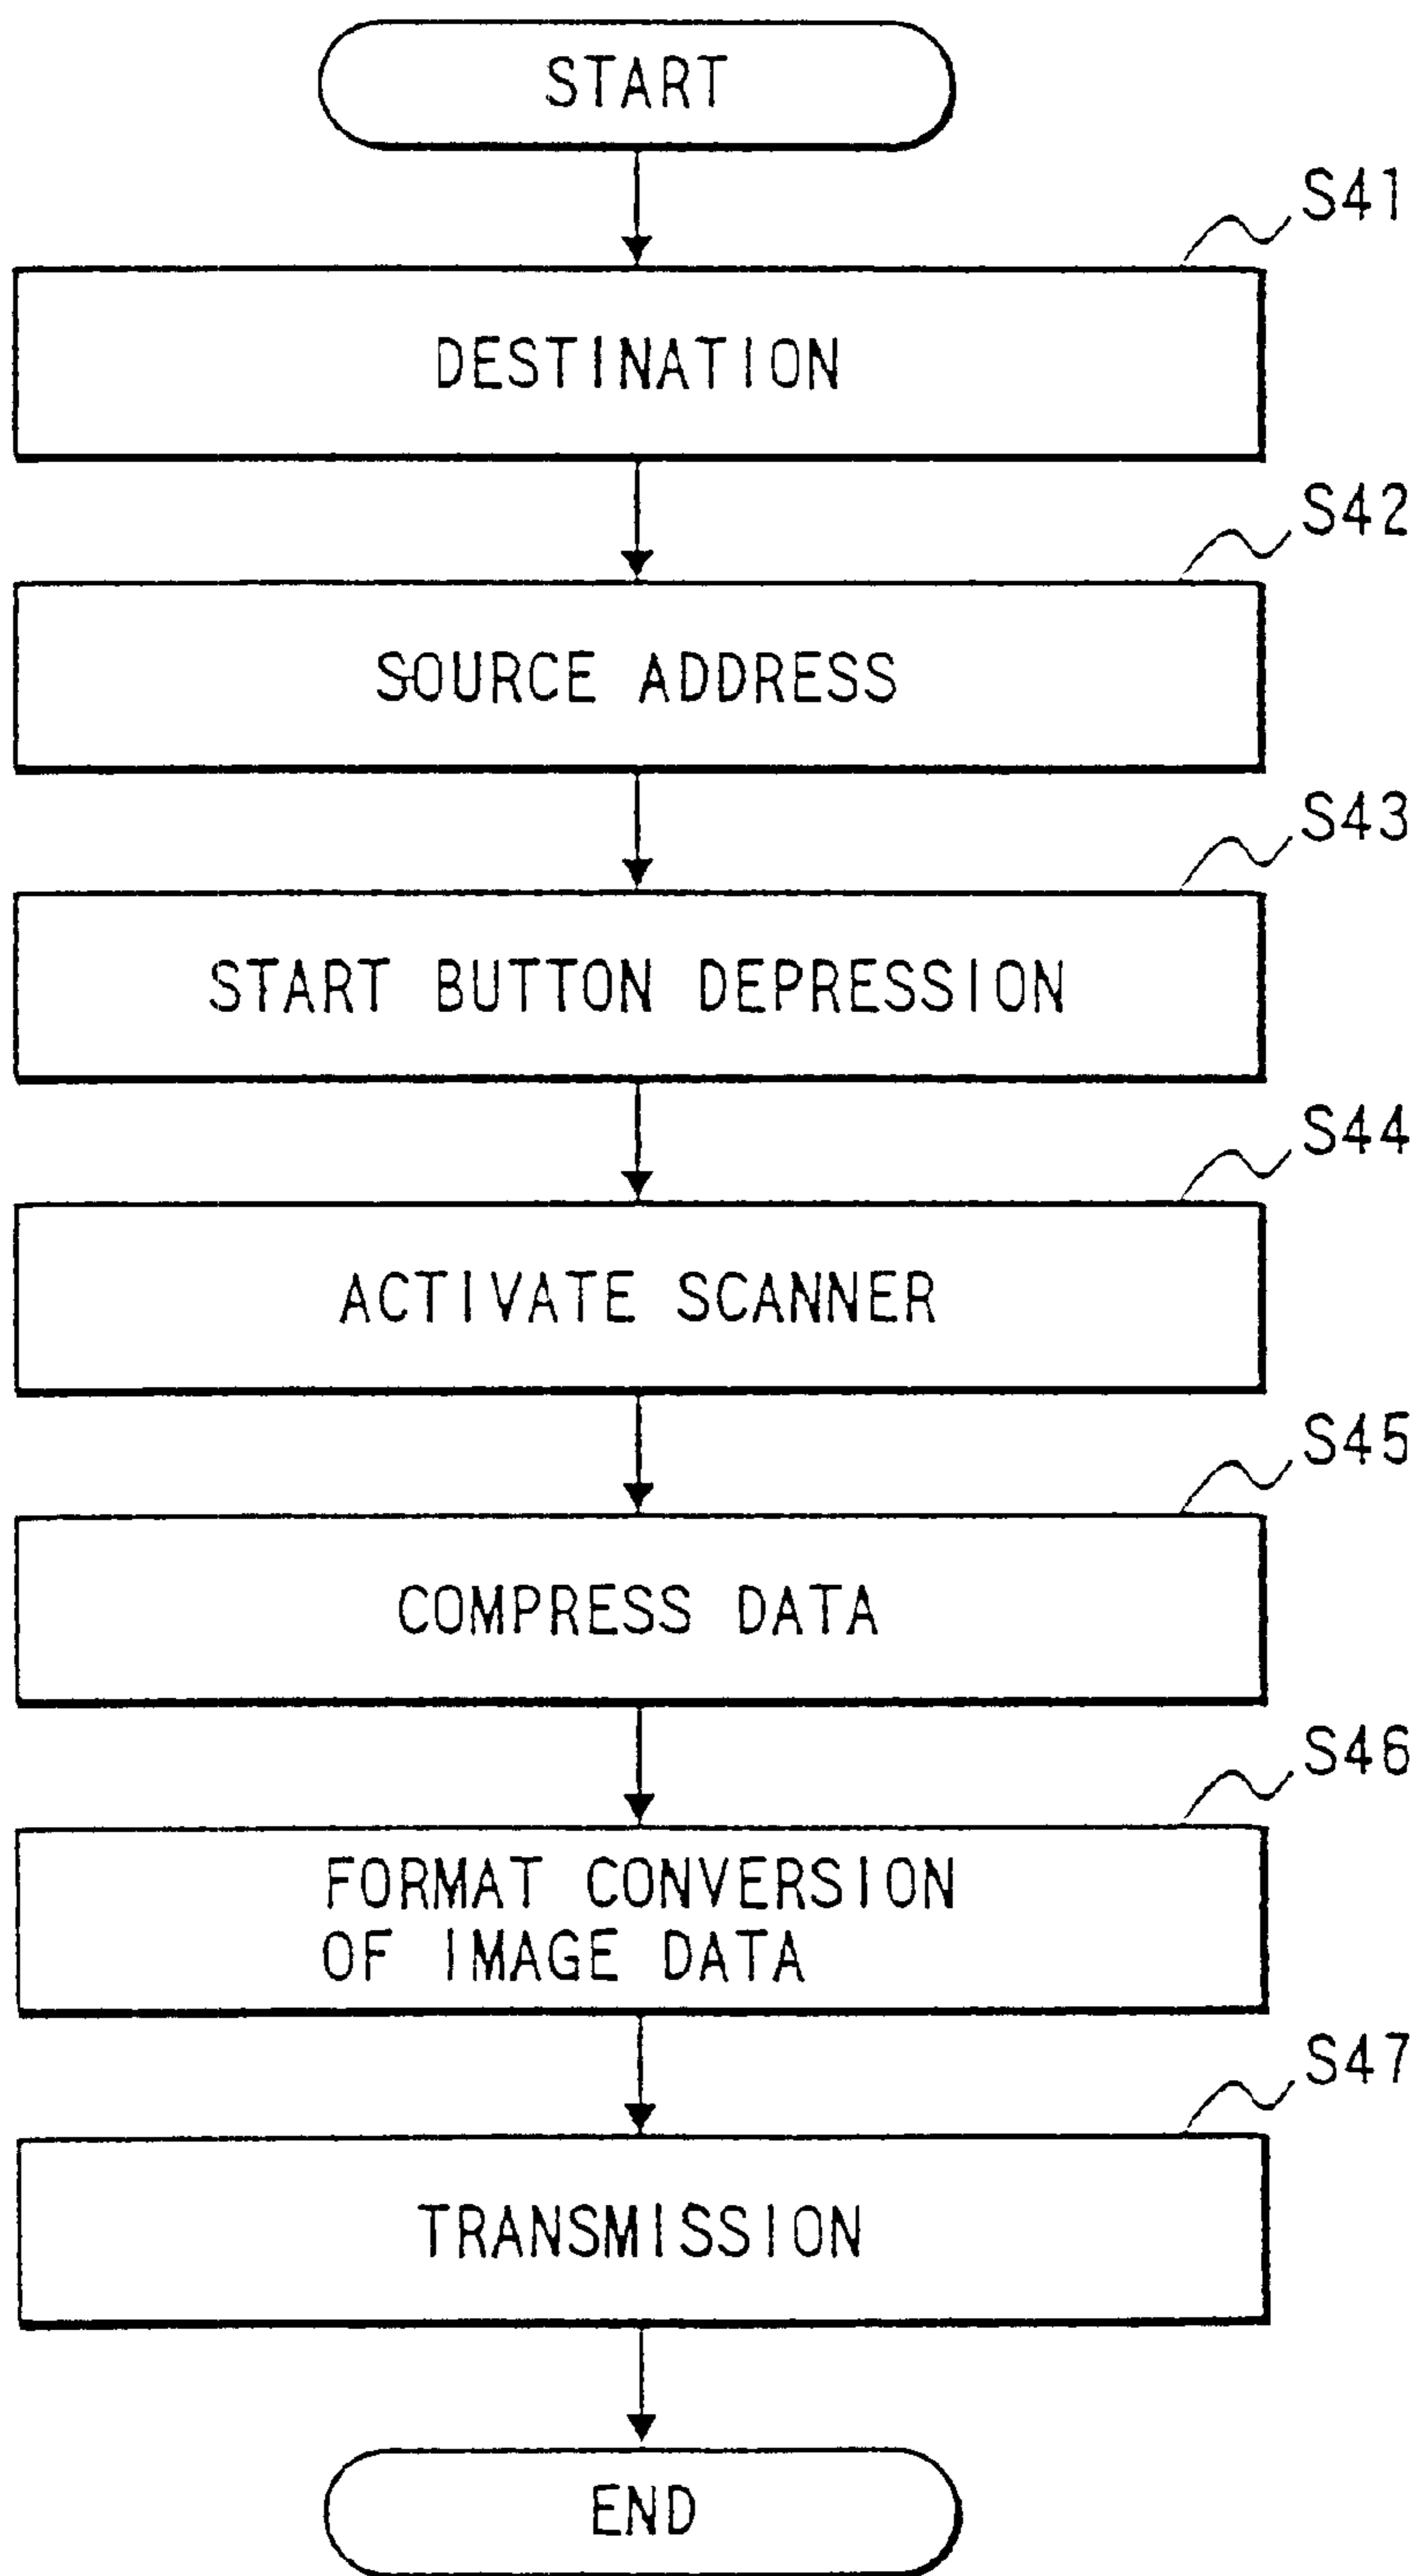 START
S41
DESTINATION
S42
SOURCE ADDRESS
S43
START BUTTON DEPRESSION
S44
ACTIVATE SCANNER
S45
COMPRESS DATA
S46
FORMAT CONVERSION
OF IMAGE DATA
S47
TRANSMISSION
END